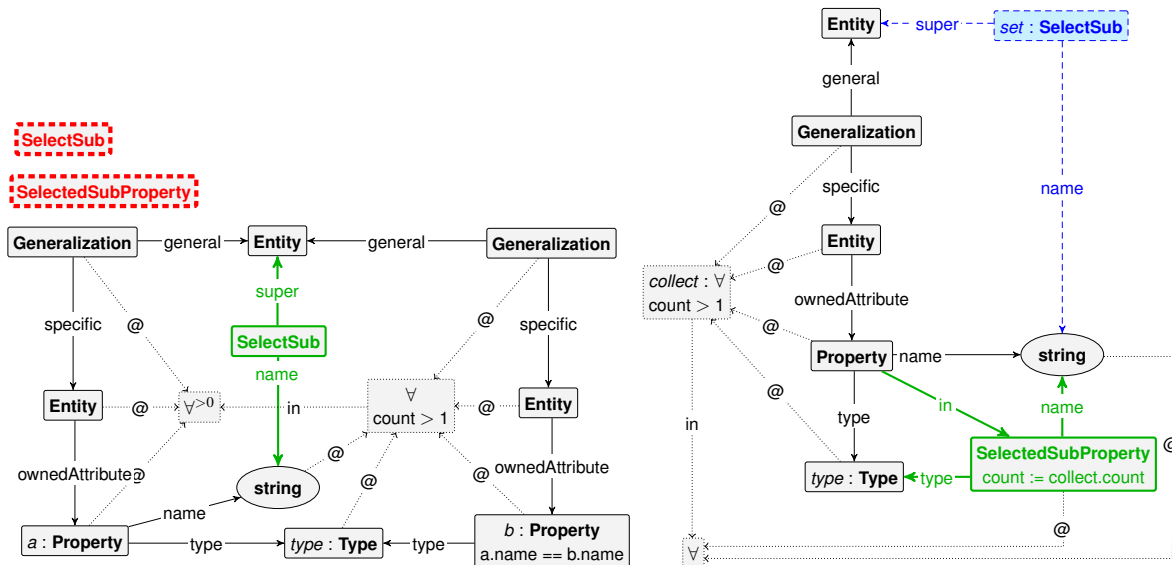 SelectSub
SelectedSubProperty
Generalization
general
Entity
general
Generalization
specific
@
super
@
specific
SelectSub
name
Entity
@
∀>0
in
∀
count > 1
@
Entity
ownedAttribute
@
@
@
@
ownedAttribute
string
a : Property
name
type
type : Type
type
b : Property
a.name == b.name
Entity
super
set : SelectSub
general
Generalization
specific
name
@
Entity
@
collect : ∀
count > 1
ownedAttribute
@
Property
name
string
@
type
in
name
in
type : Type
type
SelectedSubProperty
count := collect.count
@
@
∀